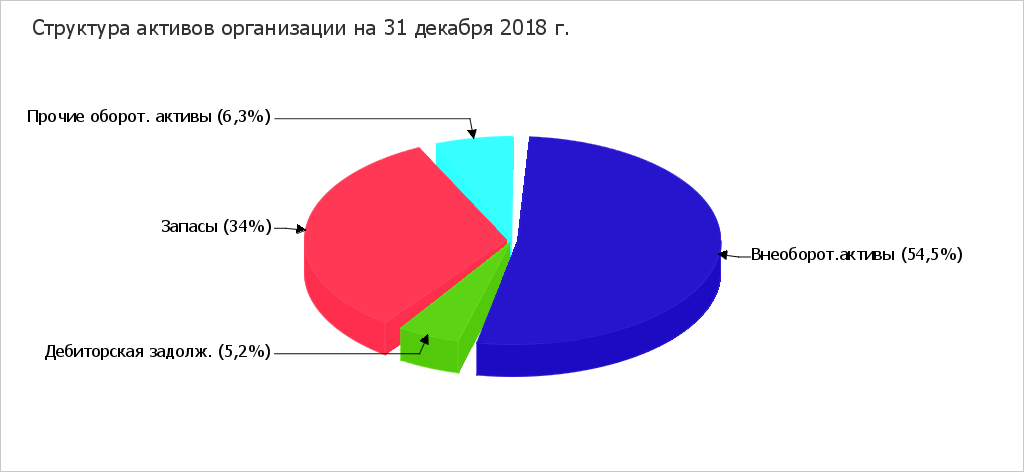 Структура активов организации на 31 декабря 2018 г.
Прочие оборот. активы (6,3%)
Запасы (34%)
Внеоборот.активы (54,5%)
Дебиторская задолж. (5,2%)